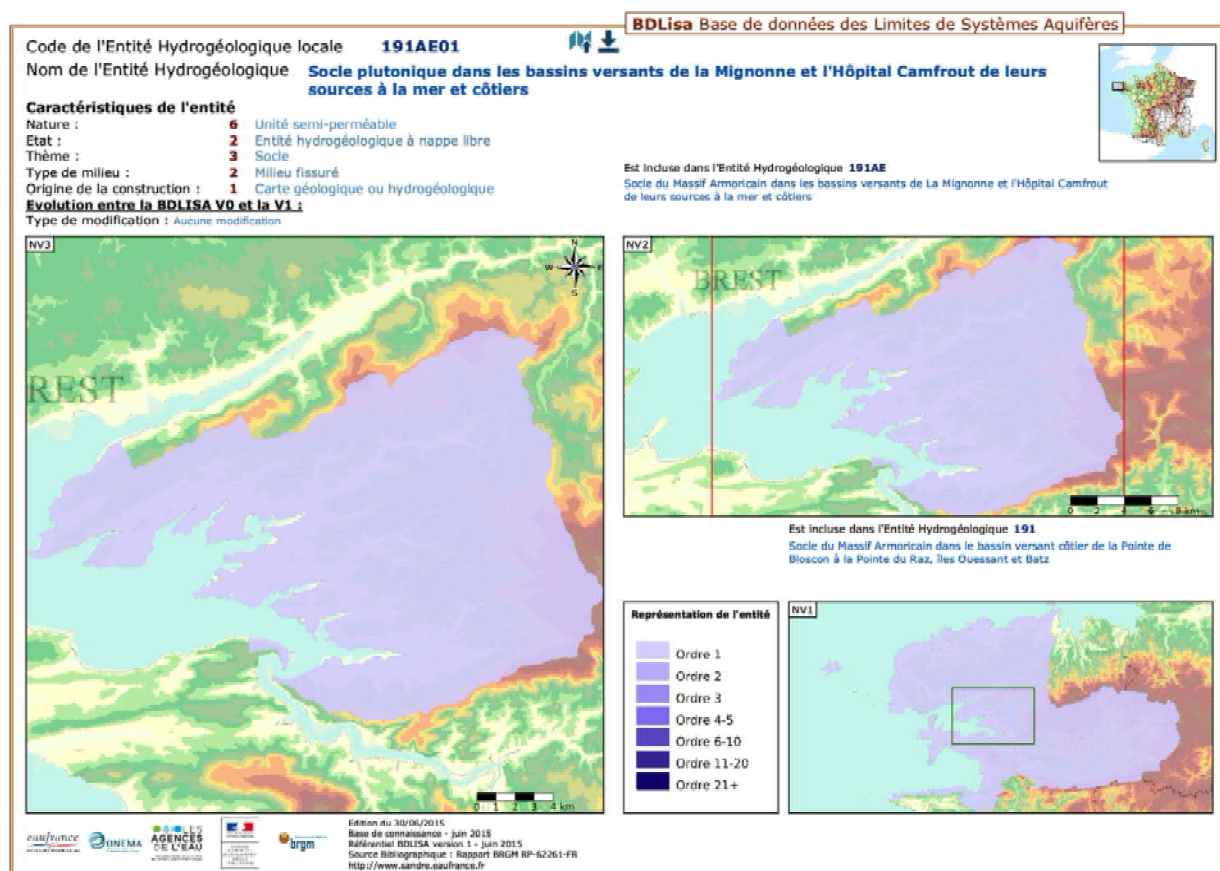 BDLisa Base de données des Limites de Systèmes Aquifères
Code de l'Entité Hydrogéologique locale 191AE01
Nom de l'Entité Hydrogéologique Socle plutonique dans les bassins versants de la Mignonne et l'Hôpital Camfrout de leurs
sources à la mer et côtiers
Caractéristiques de l'entité
Nature : 6 Unité semi-perméable
Etat : 2 Entité hydrogéologique à nappe libre
Thème : 3 Socle
Type de milieu : 2 Milieu fissuré
Origine de la construction : 1 Carte géologique ou hydrogéologique
Evolution entre la BDLISA V0 et la V1 :
Type de modification : Aucune modification
Est incluse dans l'Entité Hydrogéologique 191AE
Socle du Massif Armoricain dans les bassins versants de La Mignonne et l'Hôpital Camfrout
de leurs sources à la mer et côtiers
NV3
N
W E
S
REST
NV2
BREST
0 2 4 6 8 km
Est incluse dans l'Entité Hydrogéologique 191
Socle du Massif Armoricain dans le bassin versant côtier de la Pointe de
Bloscon à la Pointe du Raz, îles Ouessant et Batz
Représentation de l'entité
Ordre 1
Ordre 2
Ordre 3
Ordre 4-5
Ordre 6-10
Ordre 11-20
Ordre 21+
NV1
0 1 2 3 4 km
eaufrance
ONEMA
LES
AGENCES
DE L'EAU
brgm
Edition du 30/06/2015
Base de connaissance - juin 2015
Référentiel BDLISA version 1 - juin 2015
Source Bibliographique : Rapport BRGM RP-62261-FR
http://www.sandre.eaufrance.fr